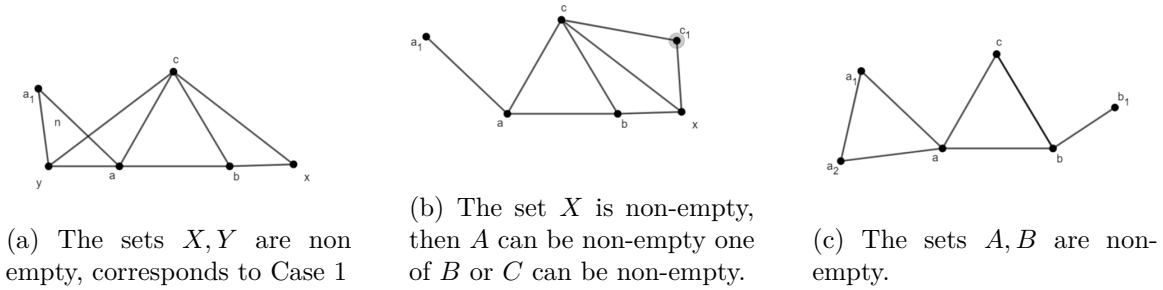 c
a1
n
y
a
b
x
(a) The sets X, Y are non
empty, corresponds to Case 1
c
a1
c1
a
b
x
(b) The set X is non-empty,
then A can be non-empty one
of B or C can be non-empty.
c
a1
b1
a2
a
b
(c) The sets A, B are non-
empty.